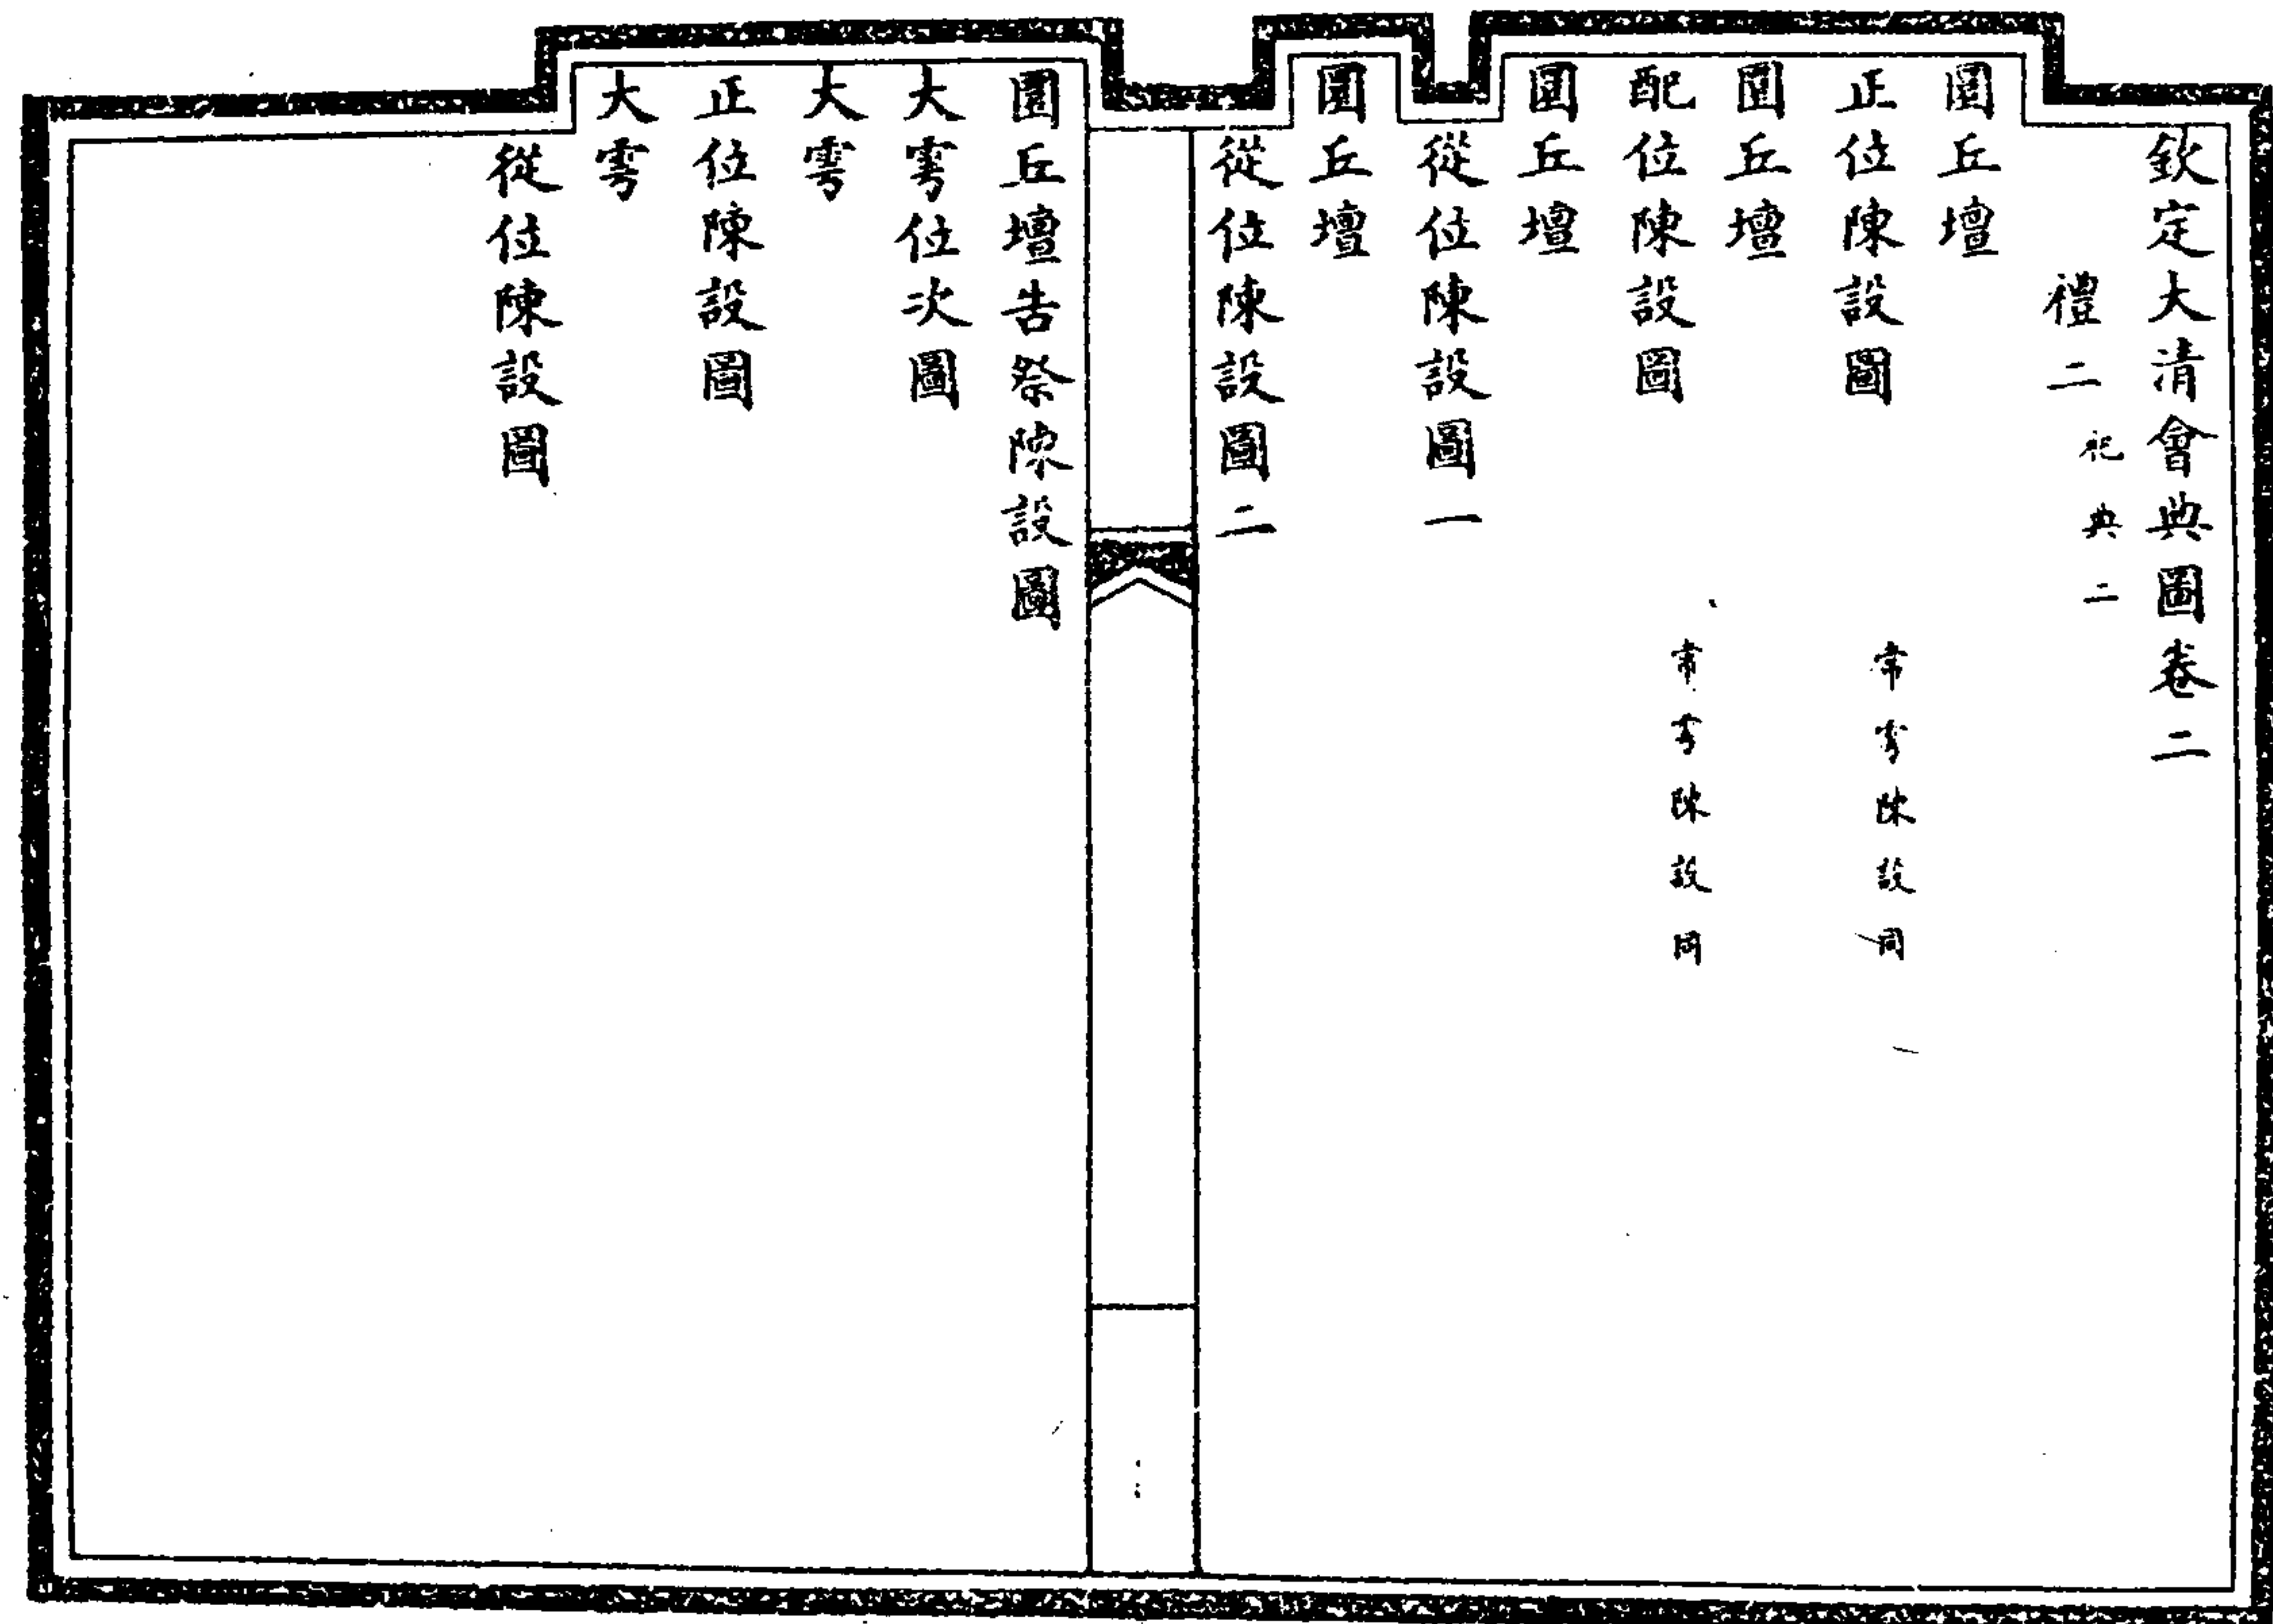 欽定大清會典圖卷二
禮二 祀典二
圜丘壇
正位陳設圖 常雩陳設同
圜丘壇
配位陳設圖 常雩陳設同
圜丘壇
從位陳設圖一
圜丘壇
從位陳設圖二
圜丘壇告祭陳設圖
大雩位次圖
大雩
正位陳設圖
大雩
從位陳設圖